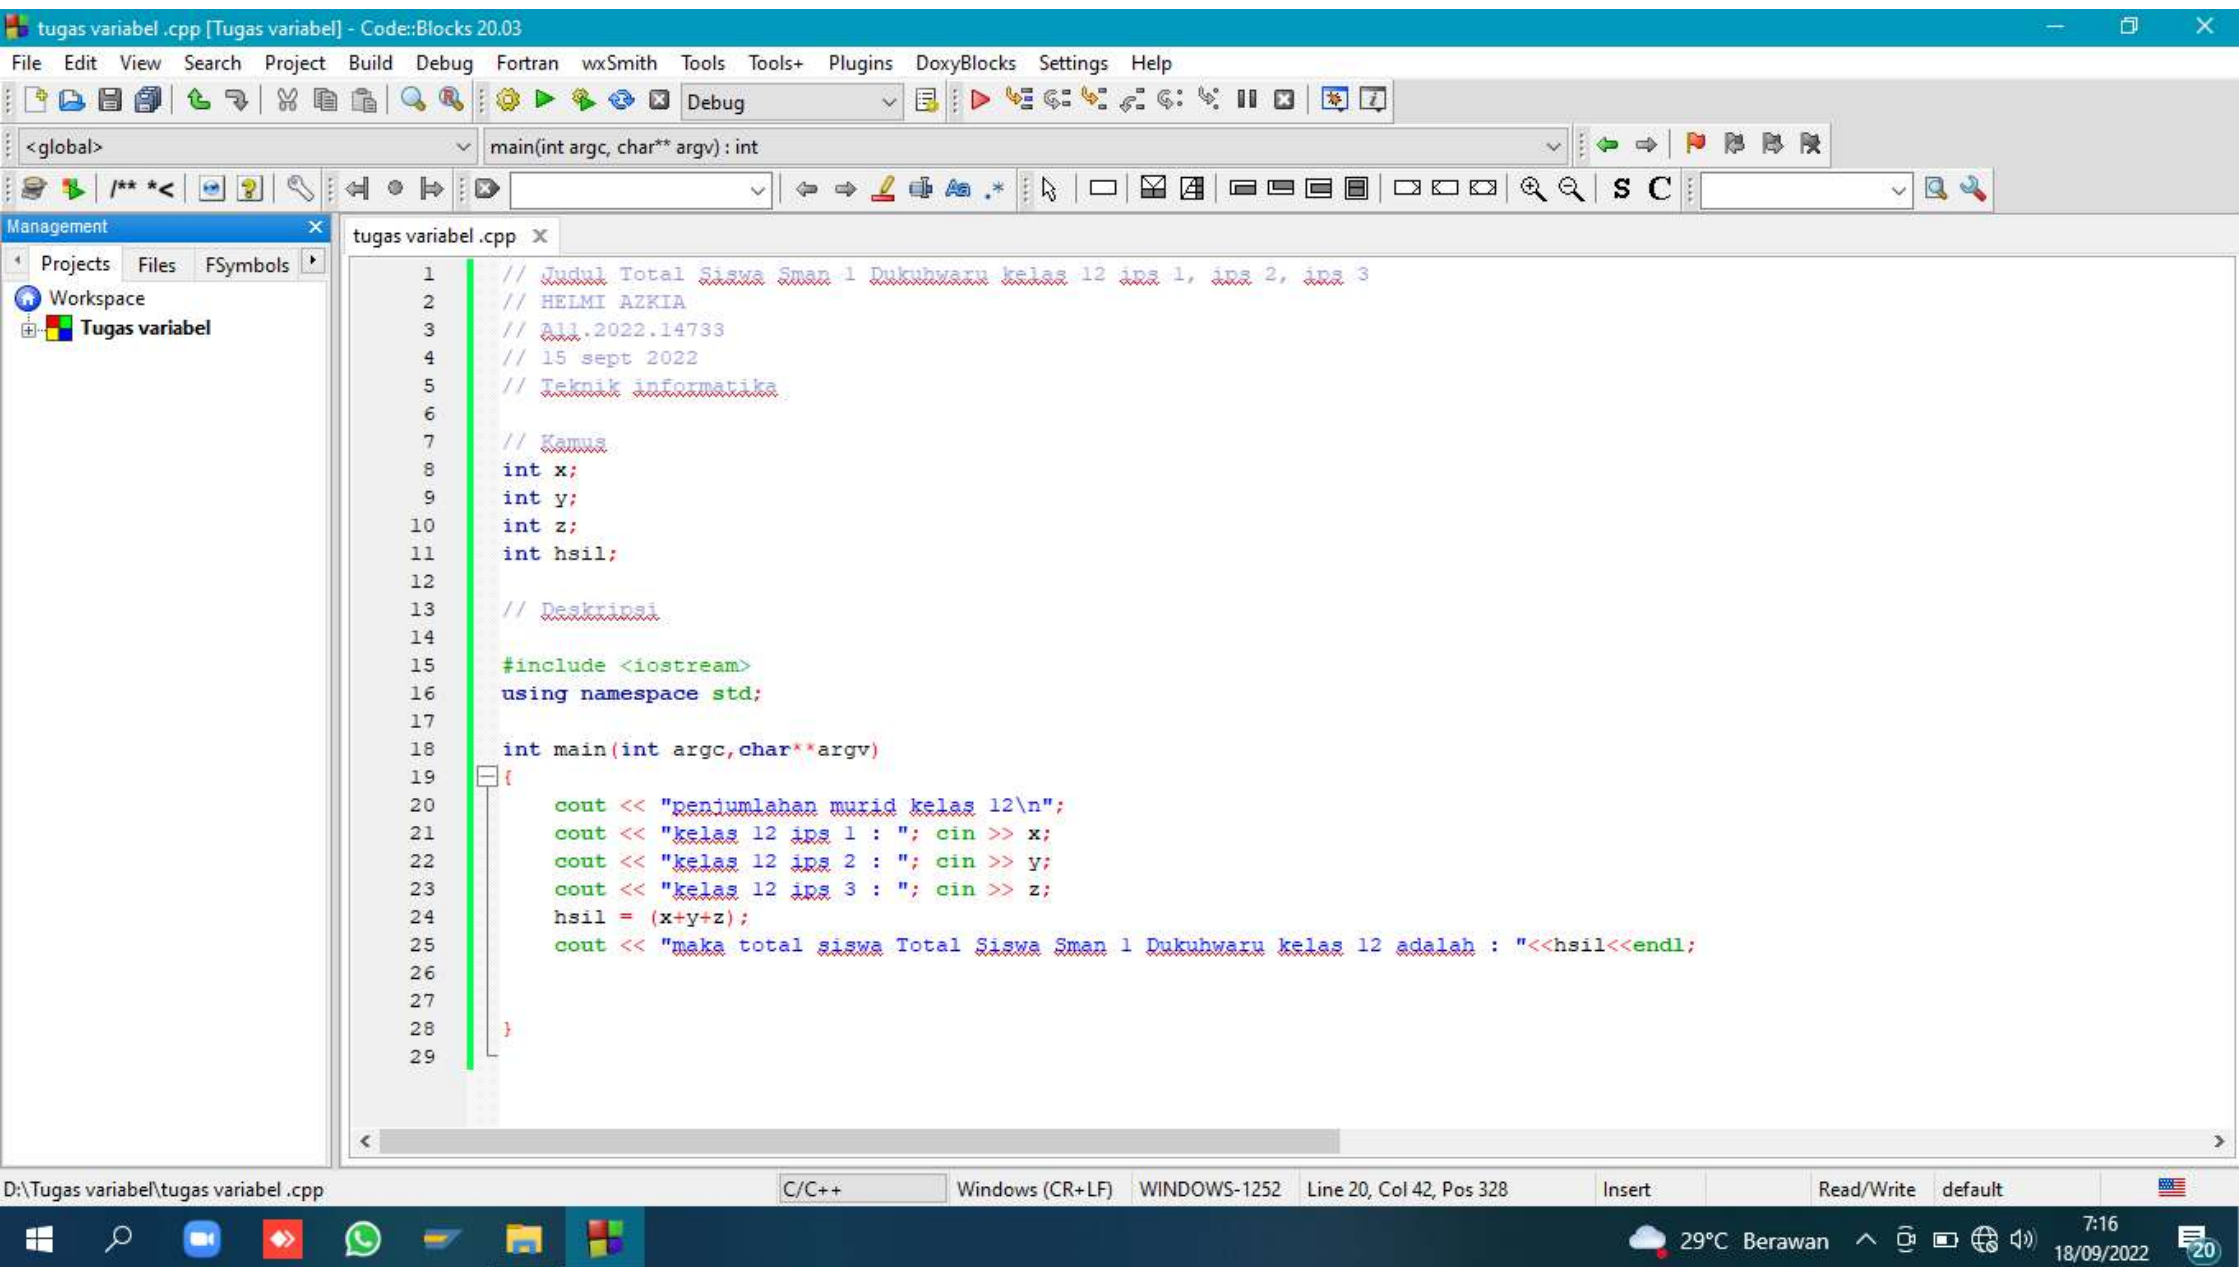 tugas variabel .cpp [Tugas variabel] - Code::Blocks 20.03
File Edit View Search Project Build Debug Fortran wxSmith Tools Tools+ Plugins DoxyBlocks Settings Help
Debug
<global> main(int argc, char** argv) : int
/** *< S C
Management
tugas variabel .cpp
Projects Files FSymbols
Workspace
Tugas variabel
1 // Judul Total Siswa Sman 1 Dukuhwaru kelas 12 ips 1, ips 2, ips 3
2 // HELMI AZKIA
3 // A11.2022.14733
4 // 15 sept 2022
5 // Teknik informatika
6
7 // Kamus
8 int x;
9 int y;
10 int z;
11 int hsil;
12
13 // Deskripsi
14
15 #include <iostream>
16 using namespace std;
17
18 int main(int argc,char**argv)
19 {
20 cout << "penjumlahan murid kelas 12\n";
21 cout << "kelas 12 ips 1 : "; cin >> x;
22 cout << "kelas 12 ips 2 : "; cin >> y;
23 cout << "kelas 12 ips 3 : "; cin >> z;
24 hsil = (x+y+z);
25 cout << "maka total siswa Total Siswa Sman 1 Dukuhwaru kelas 12 adalah : "<<hsil<<endl;
26
27
28 }
29
D:\Tugas variabel\tugas variabel .cpp C/C++ Windows (CR+LF) WINDOWS-1252 Line 20, Col 42, Pos 328 Insert Read/Write default
29°C Berawan 7:16
18/09/2022 20